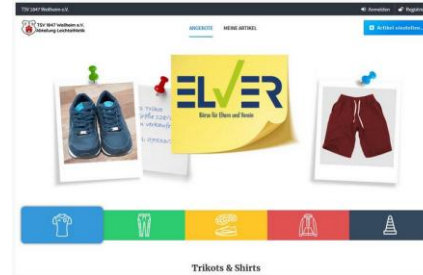 TSV 1847 Weilheim e.V.
Anmelden
TSV 1847 Weilheim e.V.
Abteilung Leichtathletik
ANGEBOTE
MEINE ARTIKEL
Artikel einstellen
ELVER
Börse für Eltern und Verein
Trikots & Shirts